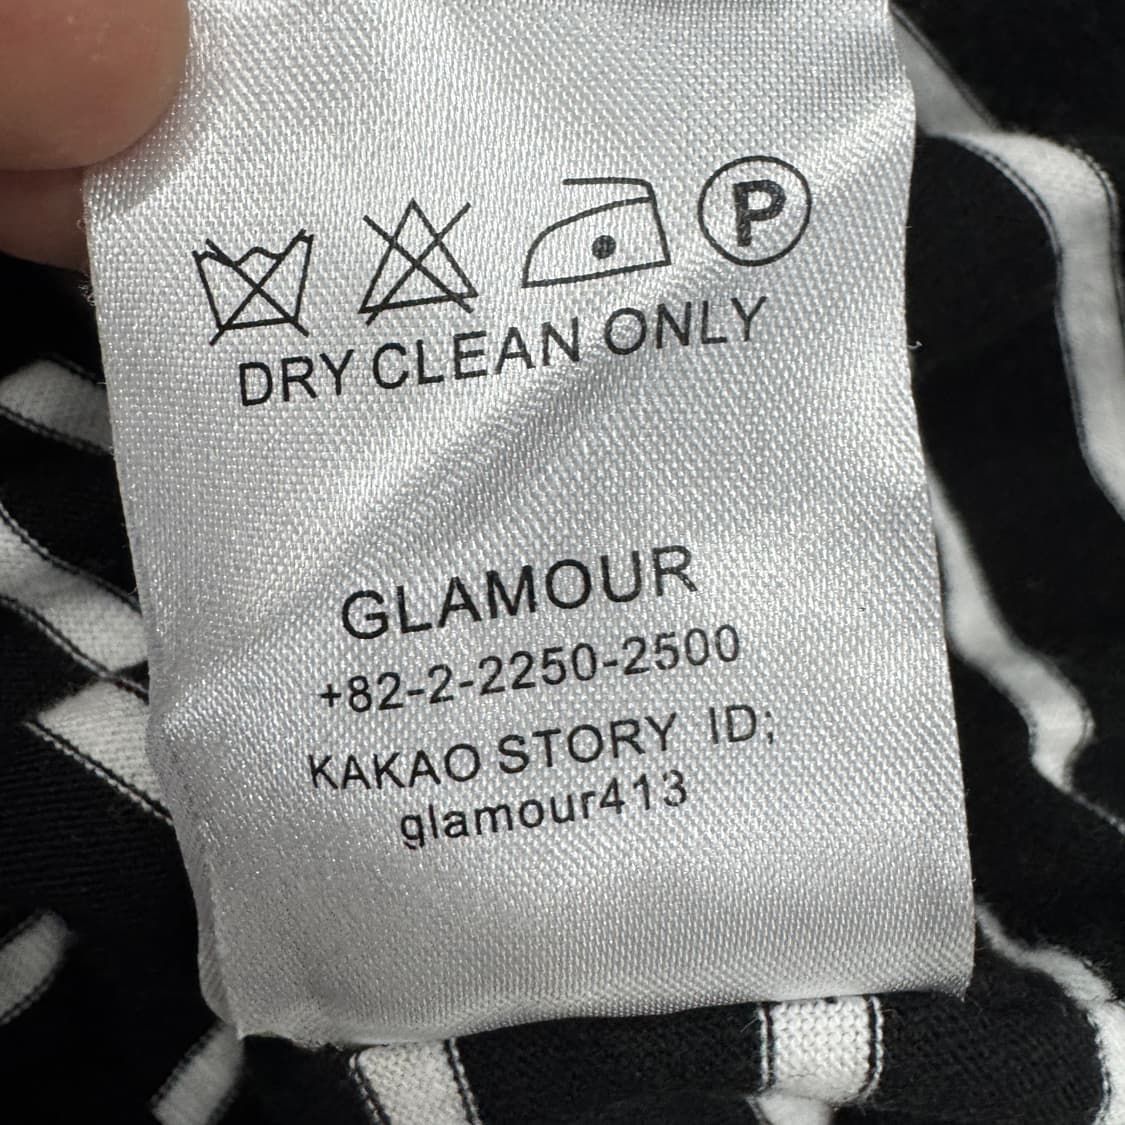 P
DRY CLEAN ONLY
GLAMOUR
+82-2-2250-2500
KAKAO STORY ID;
glamour413